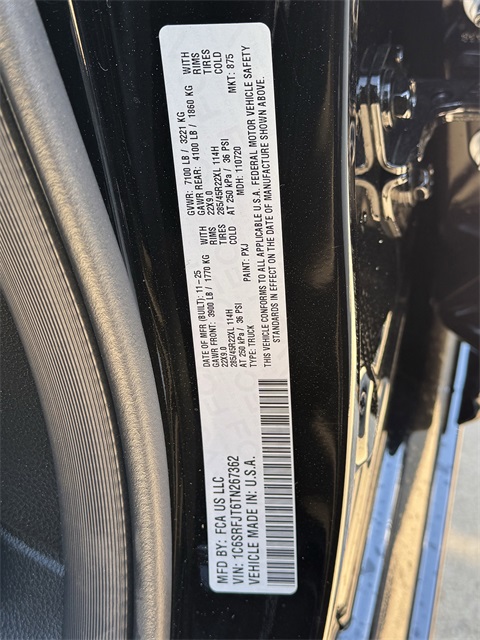 MFD BY: FCA US LLC
DATE OF MFR (BUILT): 11-25
GVWR: 7100 LB / 3221 KG
GAWR FRONT: 3900 LB / 1770 KG WITH
GAWR REAR: 4100 LB / 1860 KG WITH
22X9.0 RIMS
22X9.0 RIMS
285/45R22XL 114H TIRES
285/45R22XL 114H TIRES
AT 250 kPa / 36 PSI COLD
AT 250 kPa / 36 PSI COLD
TYPE: TRUCK
PAINT: PXJ
MDH: 110720
MKT: 875
THIS VEHICLE CONFORMS TO ALL APPLICABLE U.S.A. FEDERAL MOTOR VEHICLE SAFETY
STANDARDS IN EFFECT ON THE DATE OF MANUFACTURE SHOWN ABOVE.
VIN: 1C6SRFJT6TN267362
VEHICLE MADE IN: U.S.A.